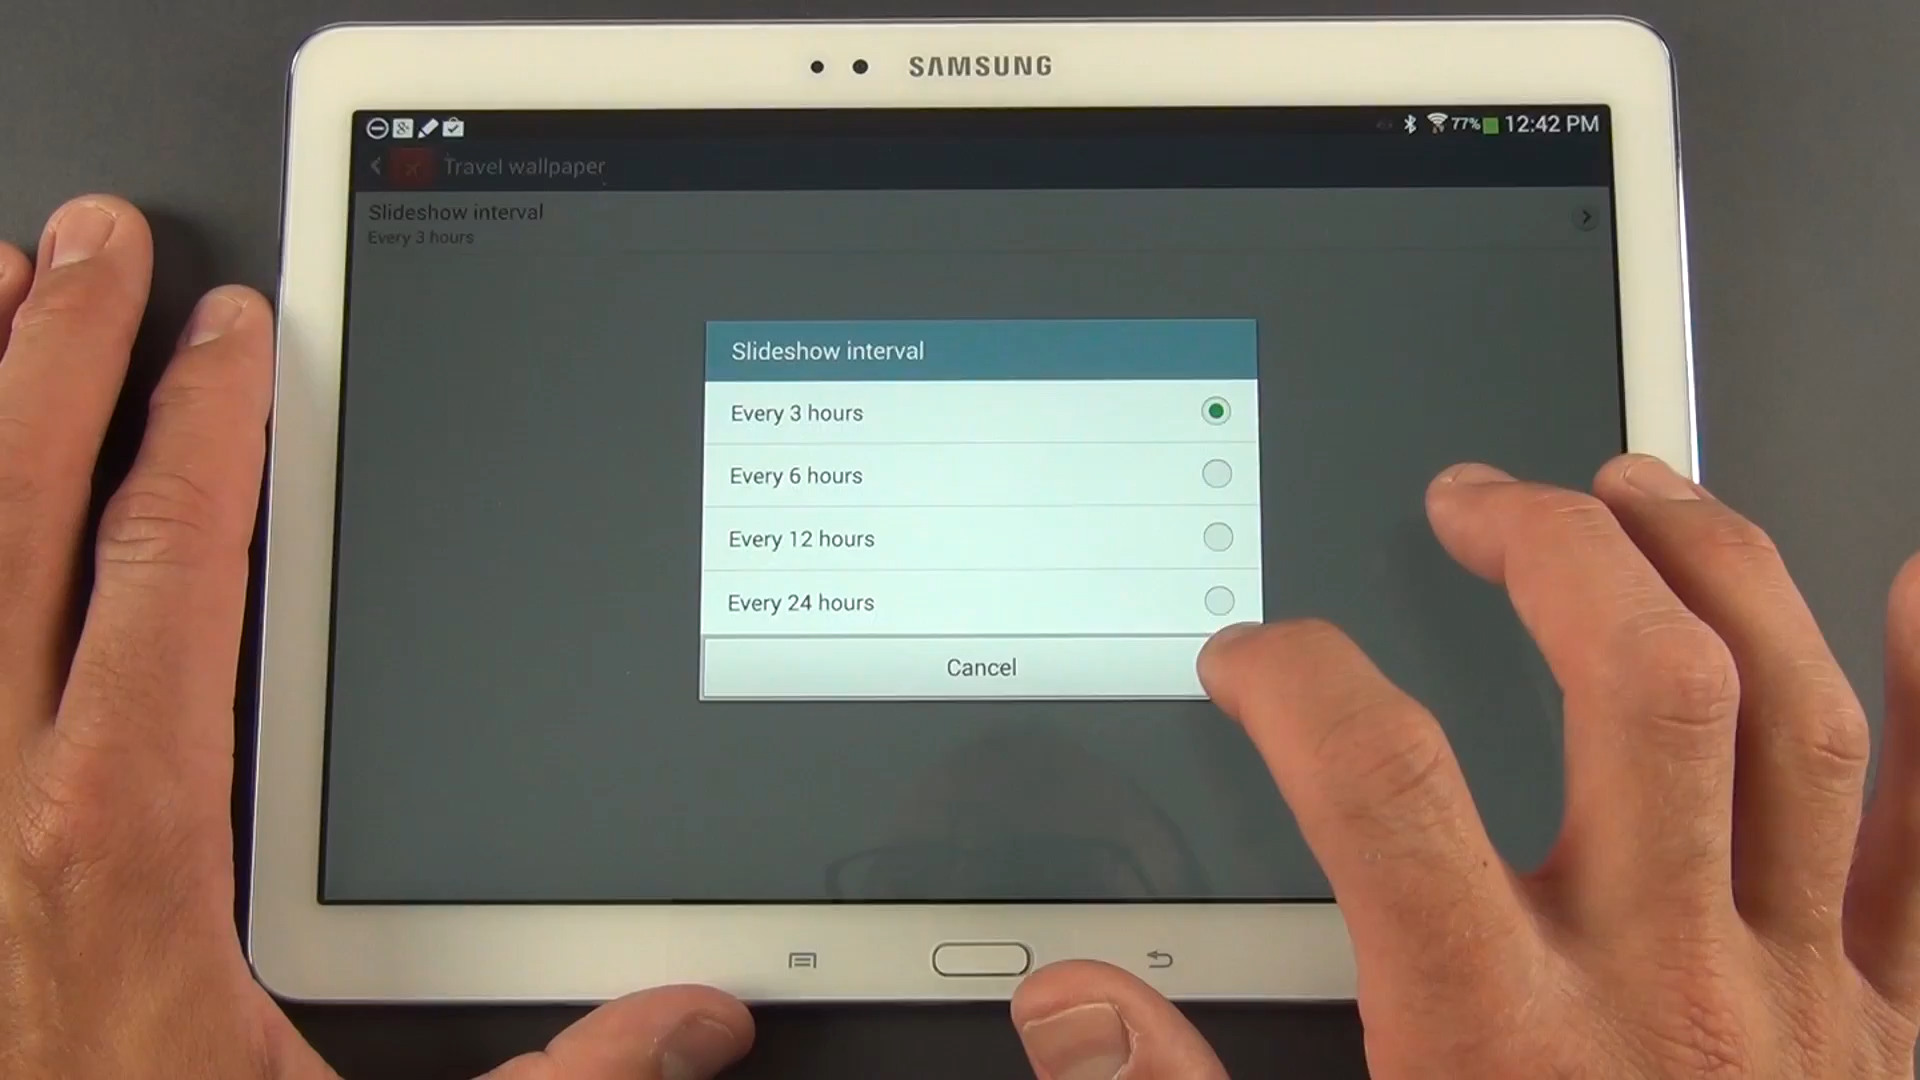 SAMSUNG
77% 12:42 PM
Travel wallpaper
Slideshow interval
Every 3 hours
Slideshow interval
Every 3 hours
Every 6 hours
Every 12 hours
Every 24 hours
Cancel